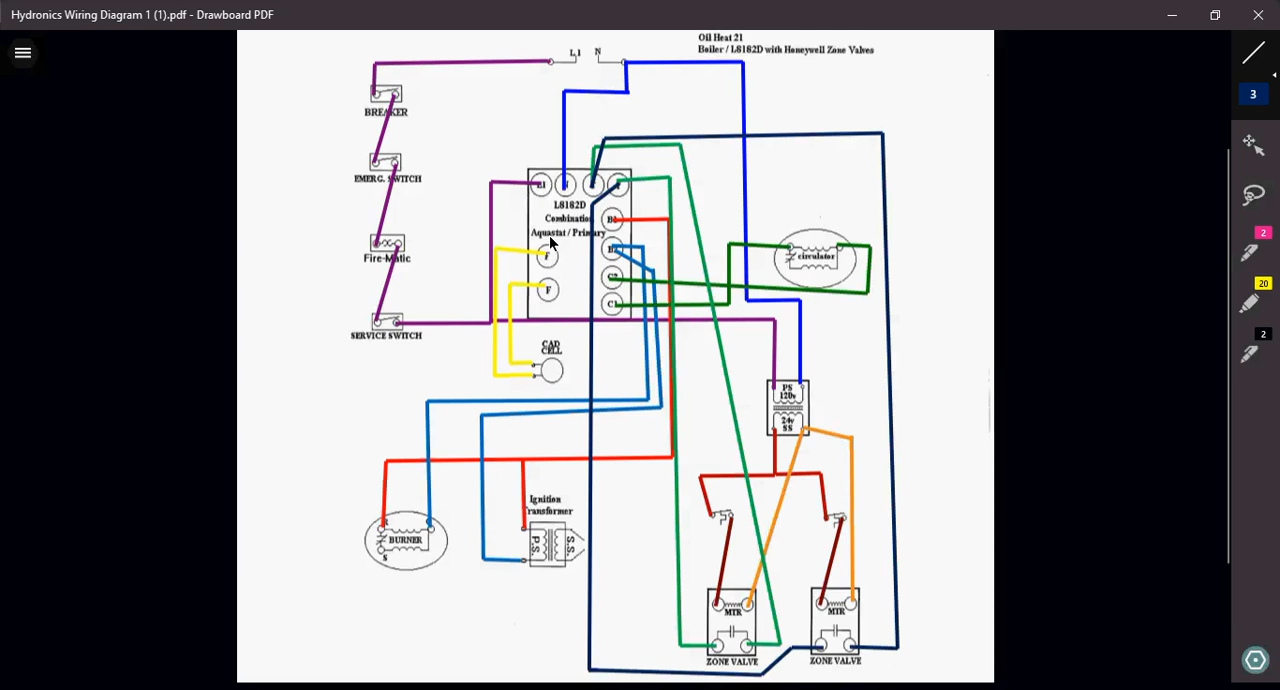 Hydronics Wiring Diagram 1 (1).pdf - Drawboard PDF
Oil Heat 21
Boiler / L8182D with Honeywell Zone Valves
L1 N
BREAKER
EMERG. SWITCH
Fire-Matic
SERVICE SWITCH
L8182D
Combination
Aquastat / Primary
B1
F
F
C1
CAD
CELL
circulator
PS
120v
24v
SS
Ignition
Transformer
P.S.
S.S.
BURNER
S
MTR
MTR
ZONE VALVE
ZONE VALVE
3
2
20
2